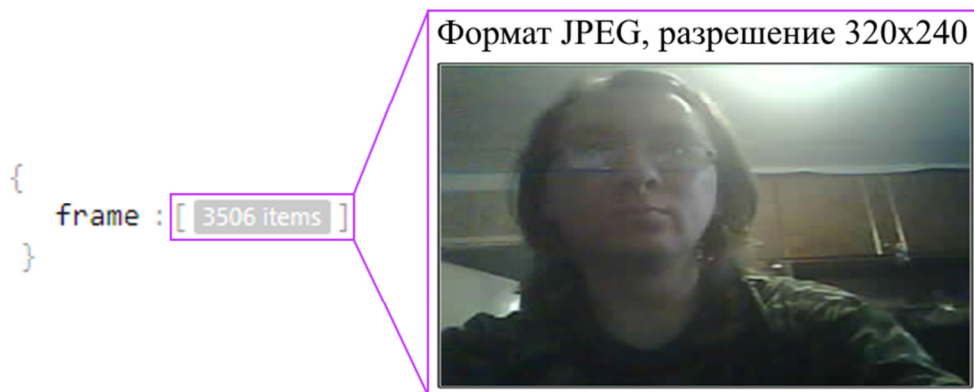 Формат JPEG, разрешение 320x240
{
frame : [ 3506 items ]
}